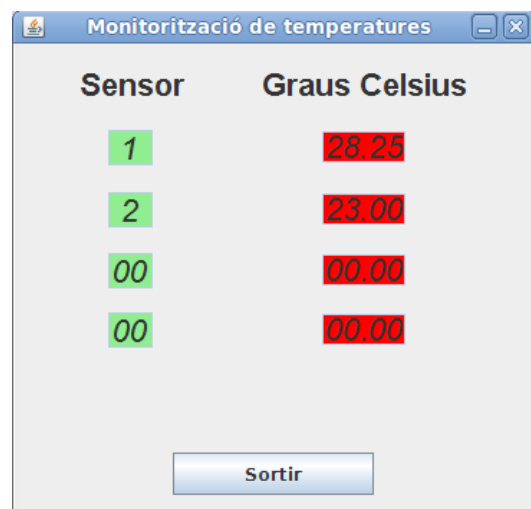 Monitorització de temperatures
Sensor Graus Celsius
1 28.25
2 23.00
00 00.00
00 00.00
Sortir